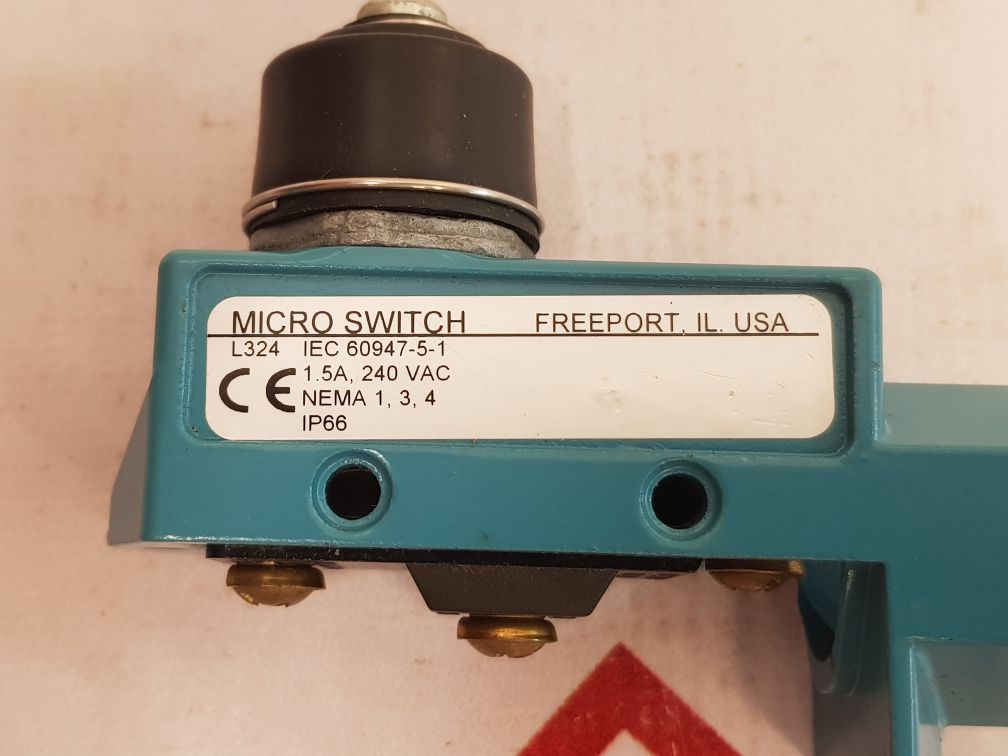 MICRO SWITCH FREEPORT, IL. USA
L324 IEC 60947-5-1
CE 1.5A, 240 VAC
NEMA 1, 3, 4
IP66